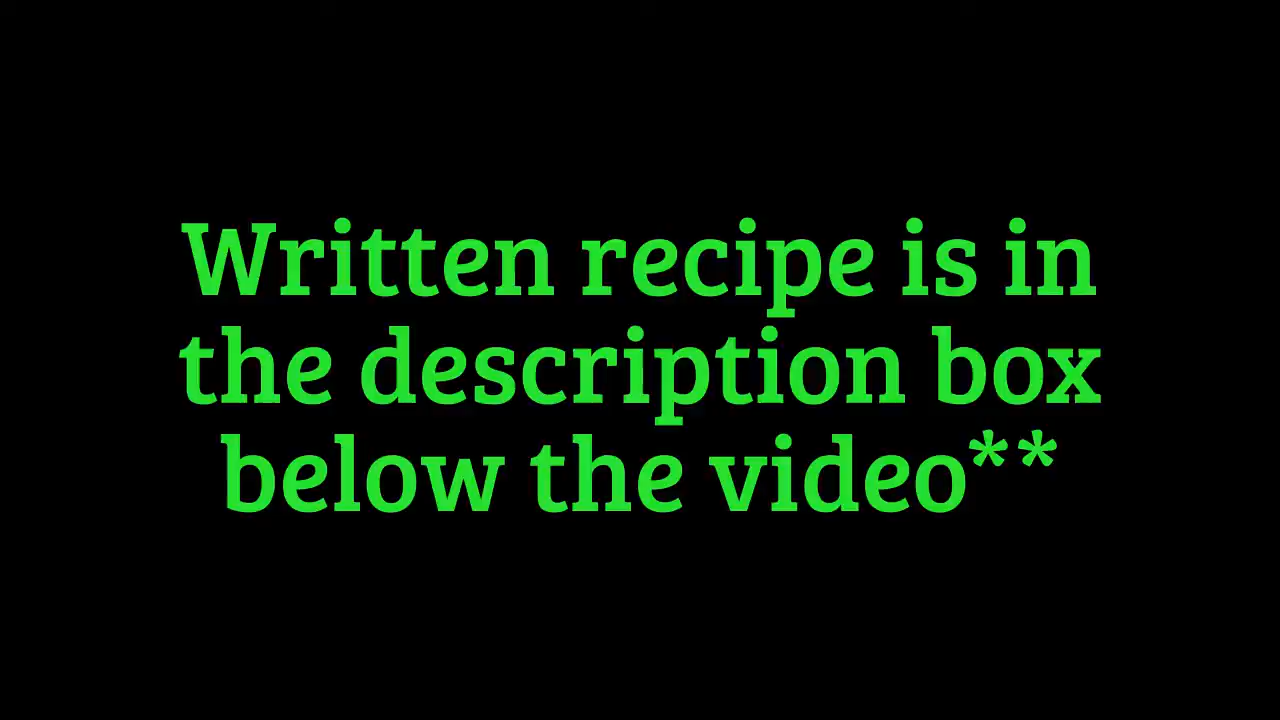 Written recipe is in
the description box
below the video**